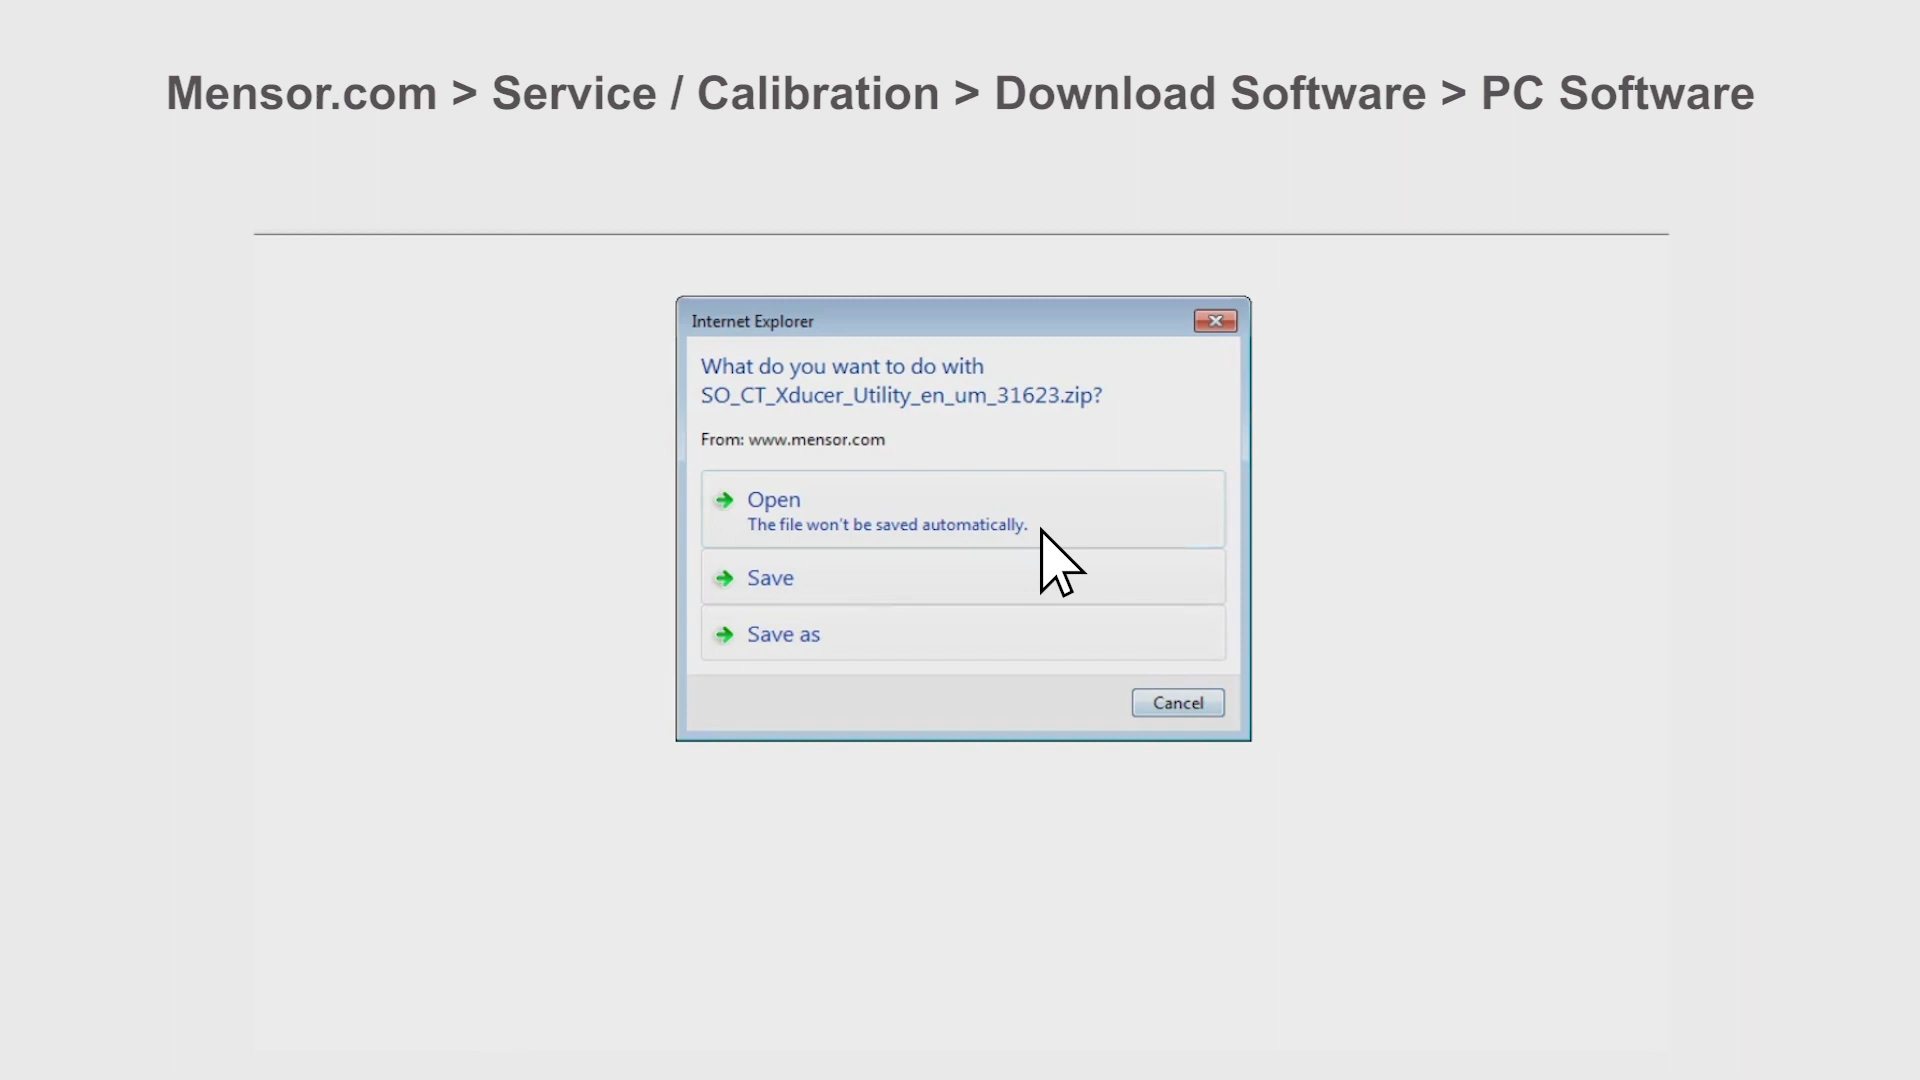 Mensor.com > Service / Calibration > Download Software > PC Software
Internet Explorer
What do you want to do with
SO_CT_Xducer_Utility_en_um_31623.zip?
From: www.mensor.com
Open
The file won't be saved automatically.
Save
Save as
Cancel